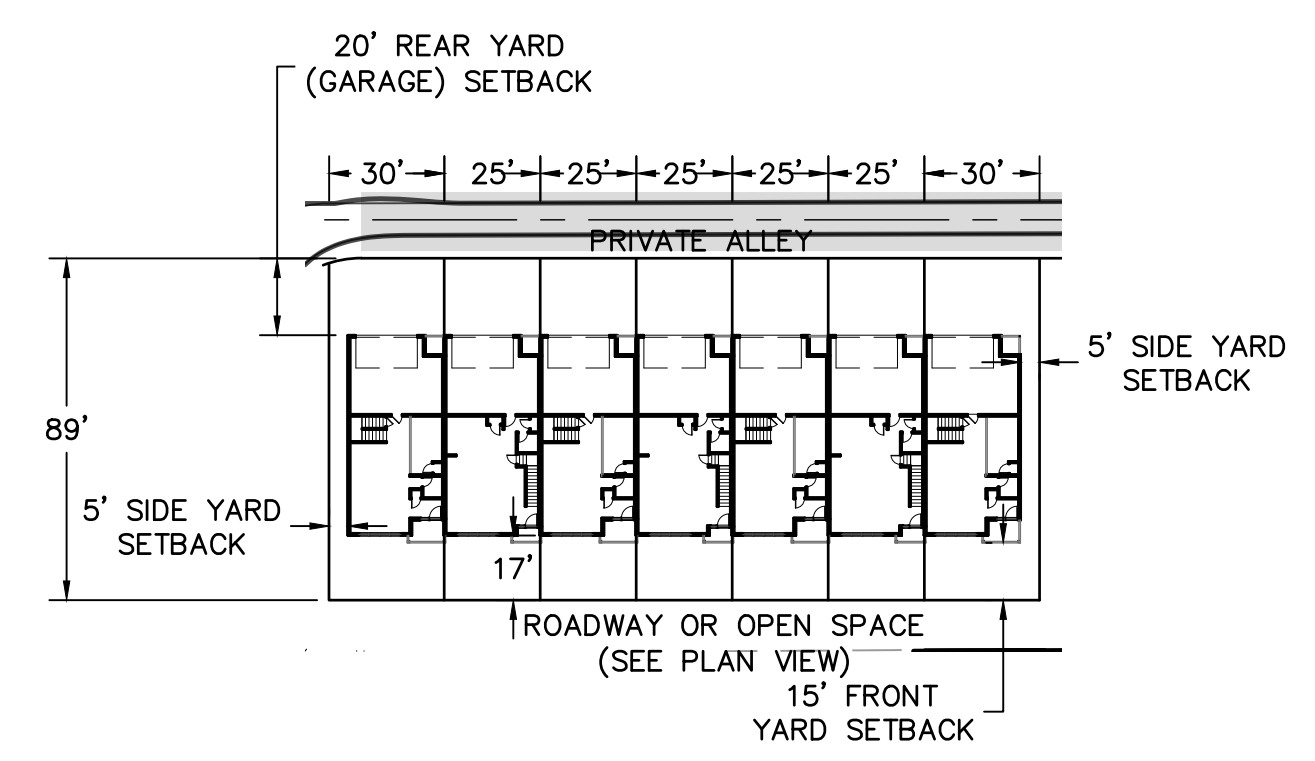 20' REAR YARD
(GARAGE) SETBACK
30' 25' 25' 25' 25' 25' 30'
PRIVATE ALLEY
5' SIDE YARD
SETBACK
89'
5' SIDE YARD
SETBACK
17'
ROADWAY OR OPEN SPACE
(SEE PLAN VIEW)
15' FRONT
YARD SETBACK